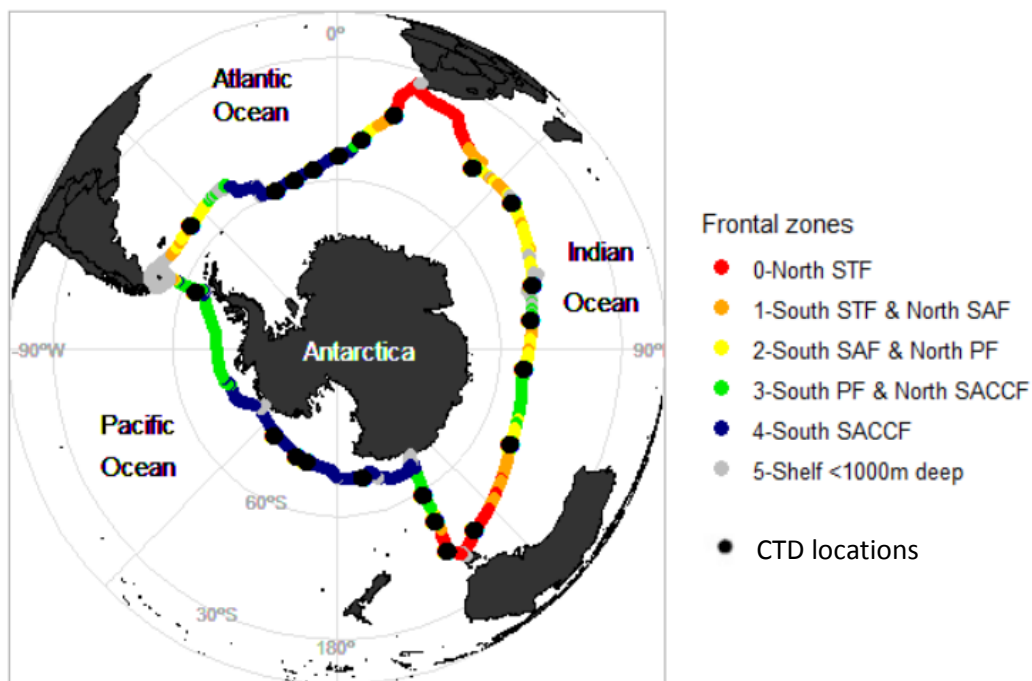 0º
Atlantic
Ocean
Indian
Ocean
-90ºW
Antarctica
90º
Pacific
Ocean
60ºS
30ºS
180º
Frontal zones
0-North STF
1-South STF & North SAF
2-South SAF & North PF
3-South PF & North SACCF
4-South SACCF
5-Shelf <1000m deep
CTD locations